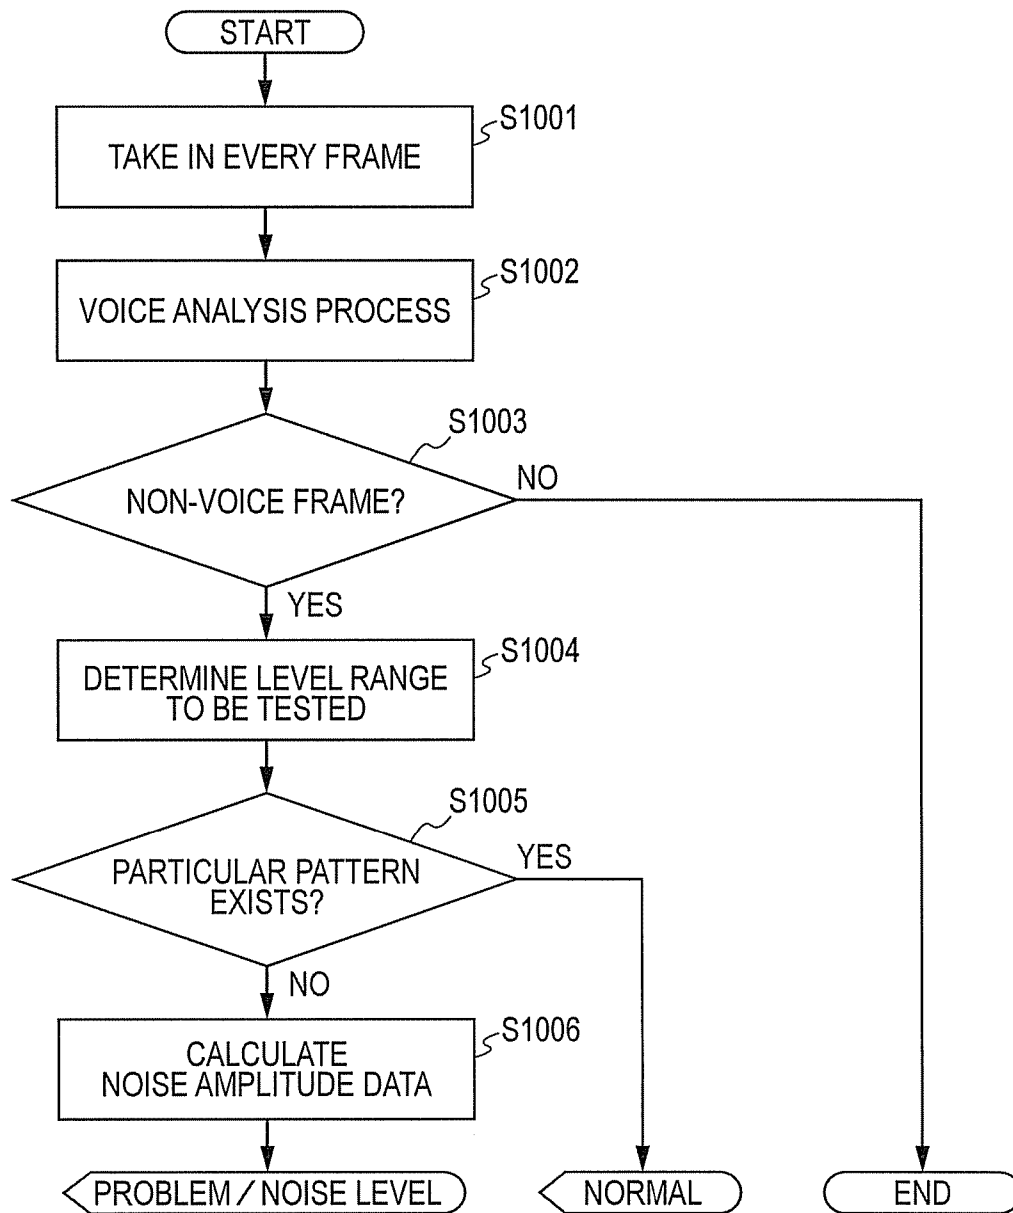 START
TAKE IN EVERY FRAME
S1001
VOICE ANALYSIS PROCESS
S1002
NON-VOICE FRAME?
S1003
NO
YES
DETERMINE LEVEL RANGE
TO BE TESTED
S1004
PARTICULAR PATTERN
EXISTS?
S1005
YES
NO
CALCULATE
NOISE AMPLITUDE DATA
S1006
PROBLEM / NOISE LEVEL
NORMAL
END